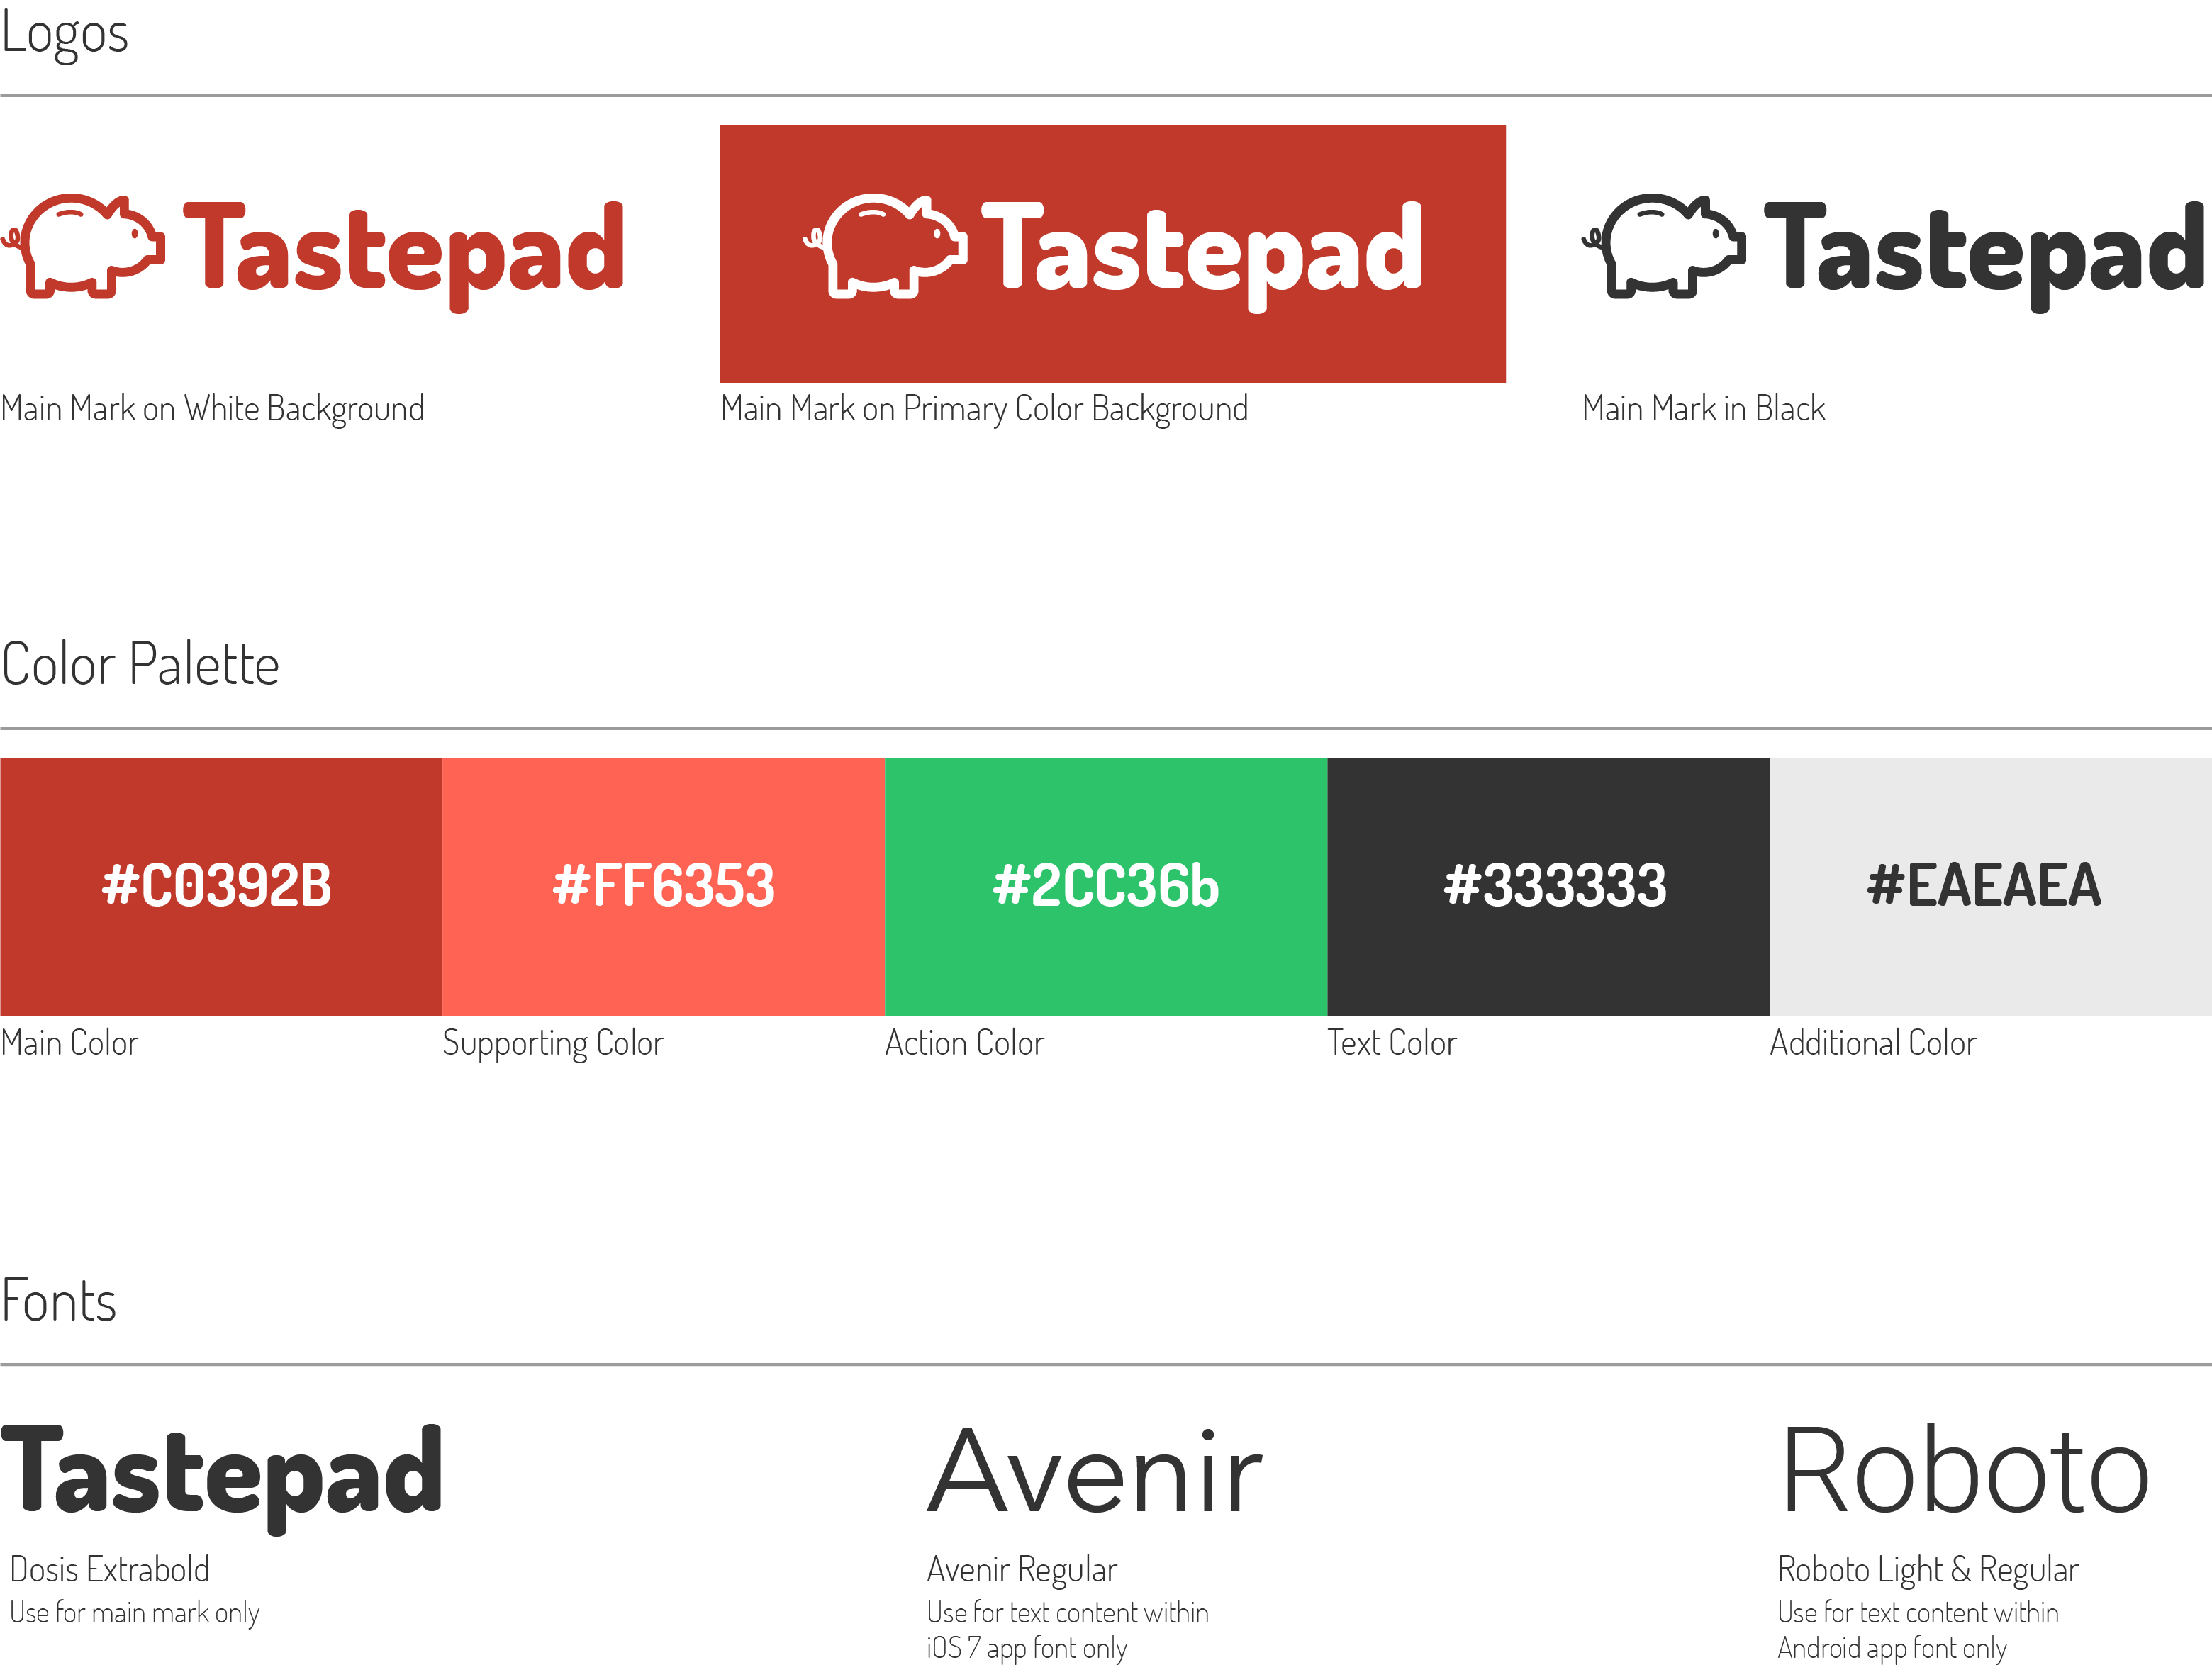 Logos
Tastepad
Tastepad
Tastepad
Main Mark on White Background
Main Mark on Primary Color Background
Main Mark in Black
Color Palette
#C0392B
#FF6353
#2CC36b
#333333
#EAEAEA
Main Color
Supporting Color
Action Color
Text Color
Additional Color
Fonts
Tastepad
Dosis Extrabold
Use for main mark only
Avenir
Avenir Regular
Use for text content within
iOS 7 app font only
Roboto
Roboto Light & Regular
Use for text content within
Android app font only